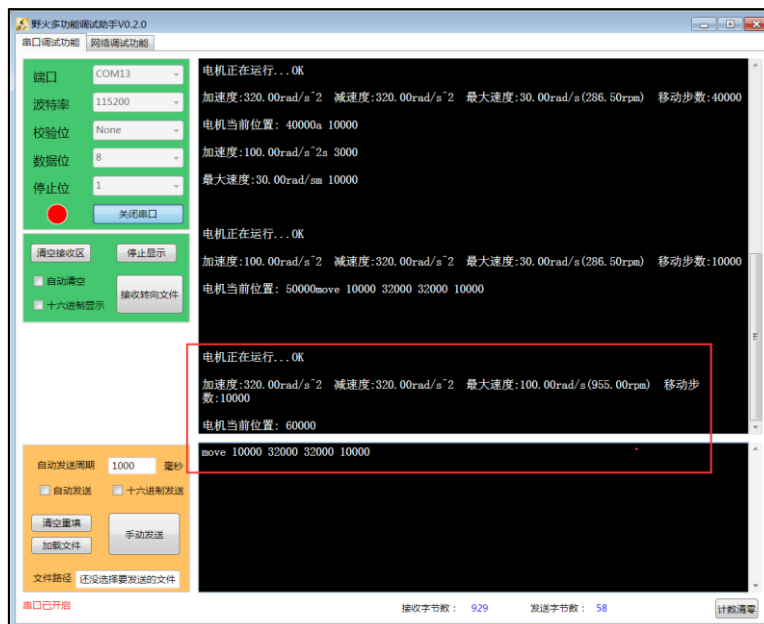 野火多功能调试助手V0.2.0
串口调试功能 网络调试功能
端口 COM13
波特率 115200
校验位 None
数据位 8
停止位 1
关闭串口
清空接收区 停止显示
自动清空
十六进制显示
接收转向文件
电机正在运行...OK
加速度:320.00rad/s^2 减速度:320.00rad/s^2 最大速度:30.00rad/s(286.50rpm) 移动步数:40000
电机当前位置: 40000a 10000
加速度:100.00rad/s^2s 3000
最大速度:30.00rad/sm 10000
电机正在运行...OK
加速度:100.00rad/s^2 减速度:320.00rad/s^2 最大速度:30.00rad/s(286.50rpm) 移动步数:10000
电机当前位置: 50000move 10000 32000 32000 10000
电机正在运行...OK
加速度:320.00rad/s^2 减速度:320.00rad/s^2 最大速度:100.00rad/s(955.00rpm) 移动步
数:10000
电机当前位置: 60000
自动发送周期 1000 毫秒
自动发送 十六进制发送
清空重填
加载文件
手动发送
文件路径 还没选择要发送的文件
move 10000 32000 32000 10000
串口已开启
接收字节数: 929 发送字节数: 58 计数清零